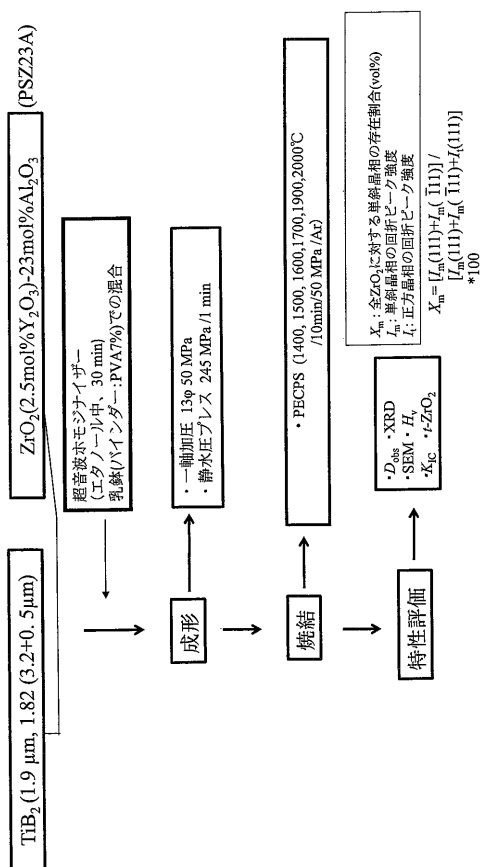 TiB₂ (1.9 μm, 1.82 (3.2+0. 5μm)
ZrO₂(2.5mol%Y₂O₃)-23mol%Al₂O₃
(PSZ23A)
超音波ホモジナイザー
(エタノール中、30 min)
乳鉢(バインダー:PVA7%)での混合
成形
・一軸加圧 13φ 50 MPa
・静水圧プレス 245 MPa /1 min
焼結
・PECPS (1400, 1500, 1600,1700,1900,2000℃
/10min/50 MPa /Ar)
特性評価
・D_obs ・XRD
・SEM ・H_v
・K_IC ・t-ZrO₂
X_m : 全ZrO₂に対する単斜晶相の存在割合(vol%)
I_m : 単斜晶相の回折ピーク強度
I_t: 正方晶相の回折ピーク強度
X_m = [I_m(111)+I_m( 1̄11)] /
[I_m(111)+I_m( 1̄11)+I_t(111)]
*100